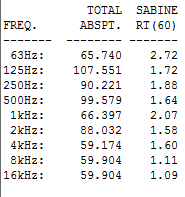 TOTAL SABINE
FREQ. ABSPT. RT(60)
------- -------- -------
63Hz: 65.740 2.72
125Hz: 107.551 1.72
250Hz: 90.221 1.88
500Hz: 99.579 1.64
1kHz: 66.397 2.07
2kHz: 88.032 1.58
4kHz: 59.174 1.60
8kHz: 59.904 1.11
16kHz: 59.904 1.09